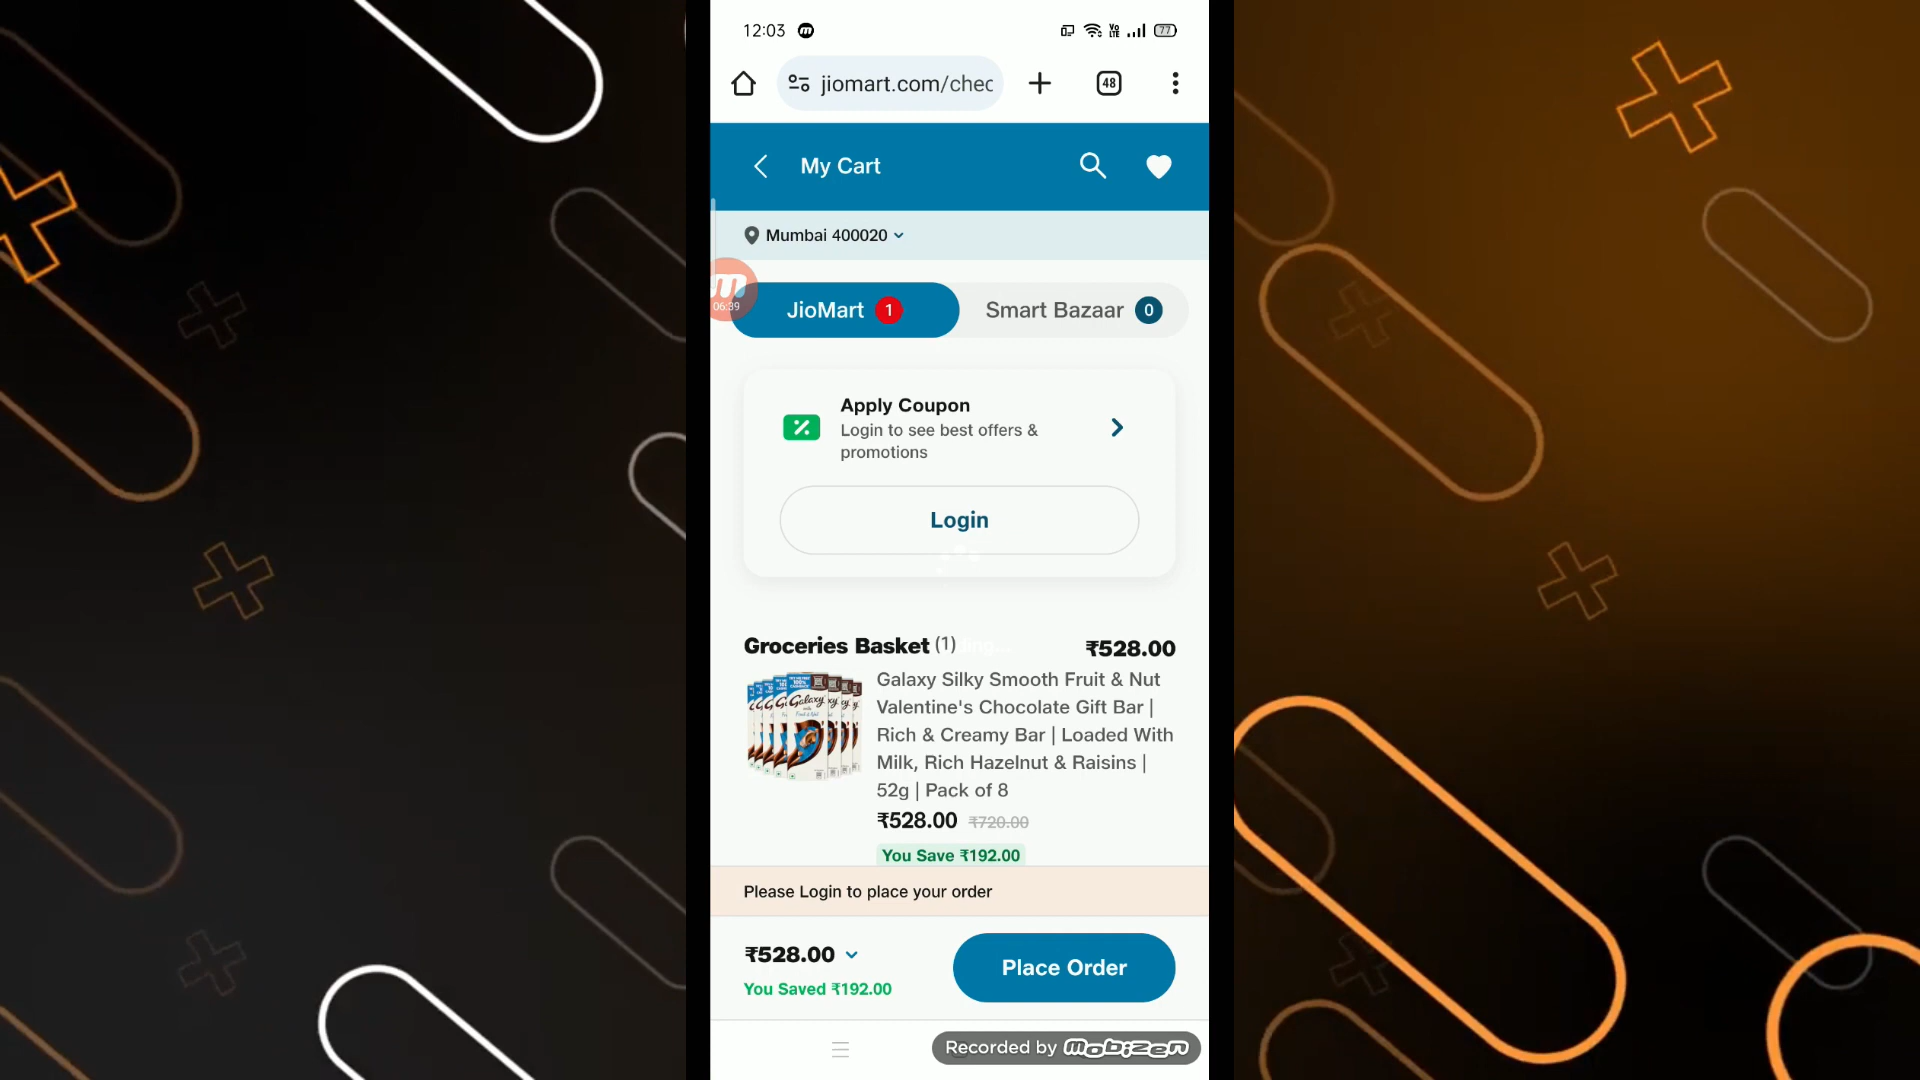 12:03
77
jiomart.com/chec
48
My Cart
Mumbai 400020
06:39
JioMart 1
Smart Bazaar 0
Apply Coupon
Login to see best offers &
promotions
Login
Groceries Basket (1)
₹528.00
Galaxy Silky Smooth Fruit & Nut
Valentine's Chocolate Gift Bar |
Rich & Creamy Bar | Loaded With
Milk, Rich Hazelnut & Raisins |
52g | Pack of 8
₹528.00 ₹720.00
You Save ₹192.00
Please Login to place your order
₹528.00
You Saved ₹192.00
Place Order
Recorded by mobizen